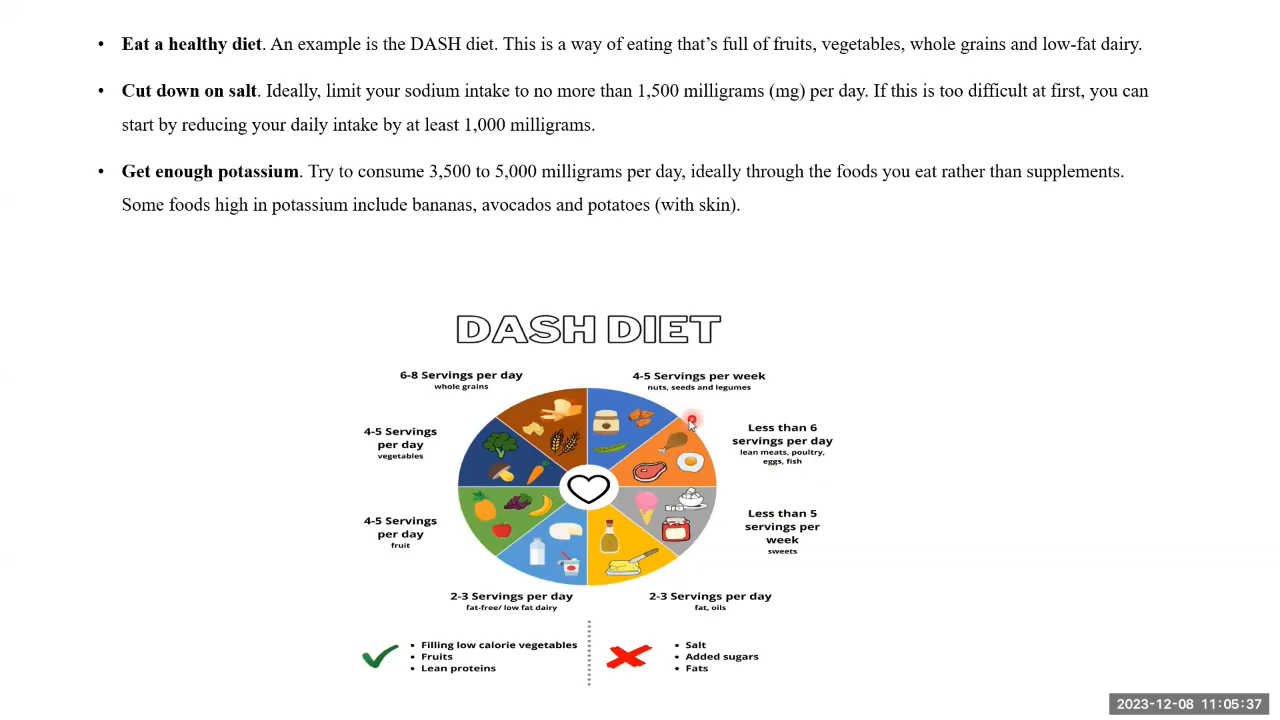 • Eat a healthy diet. An example is the DASH diet. This is a way of eating that’s full of fruits, vegetables, whole grains and low-fat dairy.
• Cut down on salt. Ideally, limit your sodium intake to no more than 1,500 milligrams (mg) per day. If this is too difficult at first, you can
start by reducing your daily intake by at least 1,000 milligrams.
• Get enough potassium. Try to consume 3,500 to 5,000 milligrams per day, ideally through the foods you eat rather than supplements.
Some foods high in potassium include bananas, avocados and potatoes (with skin).
DASH DIET
6-8 Servings per day
whole grains
4-5 Servings per week
nuts, seeds and legumes
4-5 Servings
per day
vegetables
Less than 6
servings per day
lean meats, poultry,
eggs, fish
4-5 Servings
per day
fruit
Less than 5
servings per
week
sweets
2-3 Servings per day
fat-free/ low fat dairy
2-3 Servings per day
fat, oils
• Filling low calorie vegetables
• Fruits
• Lean proteins
• Salt
• Added sugars
• Fats
2023-12-08 11:05:37